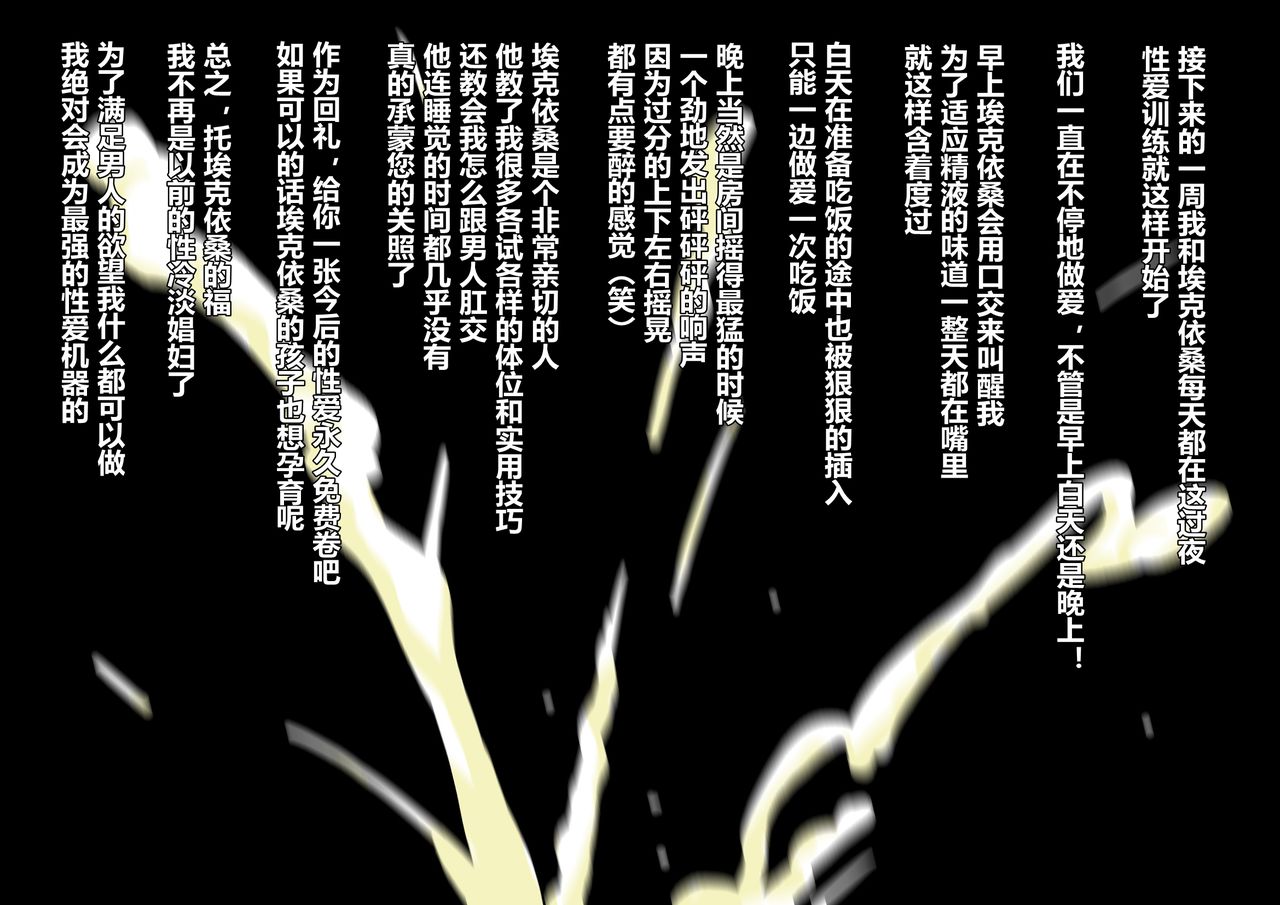 接下来的一周我和埃克依桑每天都在这过夜
性爱训练就这样开始了
我们一直在不停地做爱，不管是早上白天还是晚上！
早上埃克依桑会用口交来叫醒我
为了适应精液的味道一整天都在嘴里
就这样含着度过
白天在准备吃饭的途中也被狠狠的插入
只能一边做爱一次吃饭
晚上当然是房间摇得最猛的时候
一个劲地发出砰砰砰的响声
因为过分的上下左右摇晃
都有点要醉的感觉（笑）
埃克依桑是个非常亲切的人
他教了我很多各试各样的体位和实用技巧
还教会我怎么跟男人肛交
他连睡觉的时间都几乎没有
真的承蒙您的关照了
作为回礼，给你一张今后的性爱永久免费卷吧
如果可以的话埃克依桑的孩子也想孕育呢
总之，托埃克依桑的福
我不再是以前的性冷淡娼妇了
为了满足男人的欲望我什么都可以做
我绝对会成为最强的性爱机器的